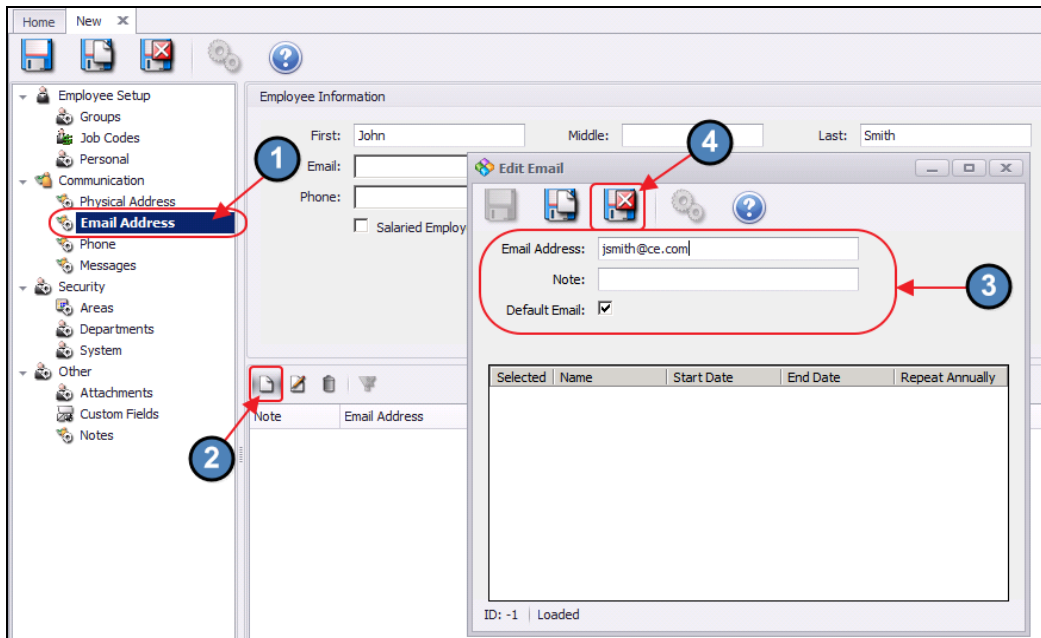 Home New X
Employee Setup
Groups
Job Codes
Personal
Communication
Physical Address
Email Address
Phone
Messages
Security
Areas
Departments
System
Other
Attachments
Custom Fields
Notes
1
Employee Information
First: John Middle: Last: Smith
Email:
Phone:
Salaried Employ
2
Note Email Address
Edit Email
4
Email Address: jsmith@ce.com
Note:
Default Email:
3
Selected Name Start Date End Date Repeat Annually
ID: -1 Loaded